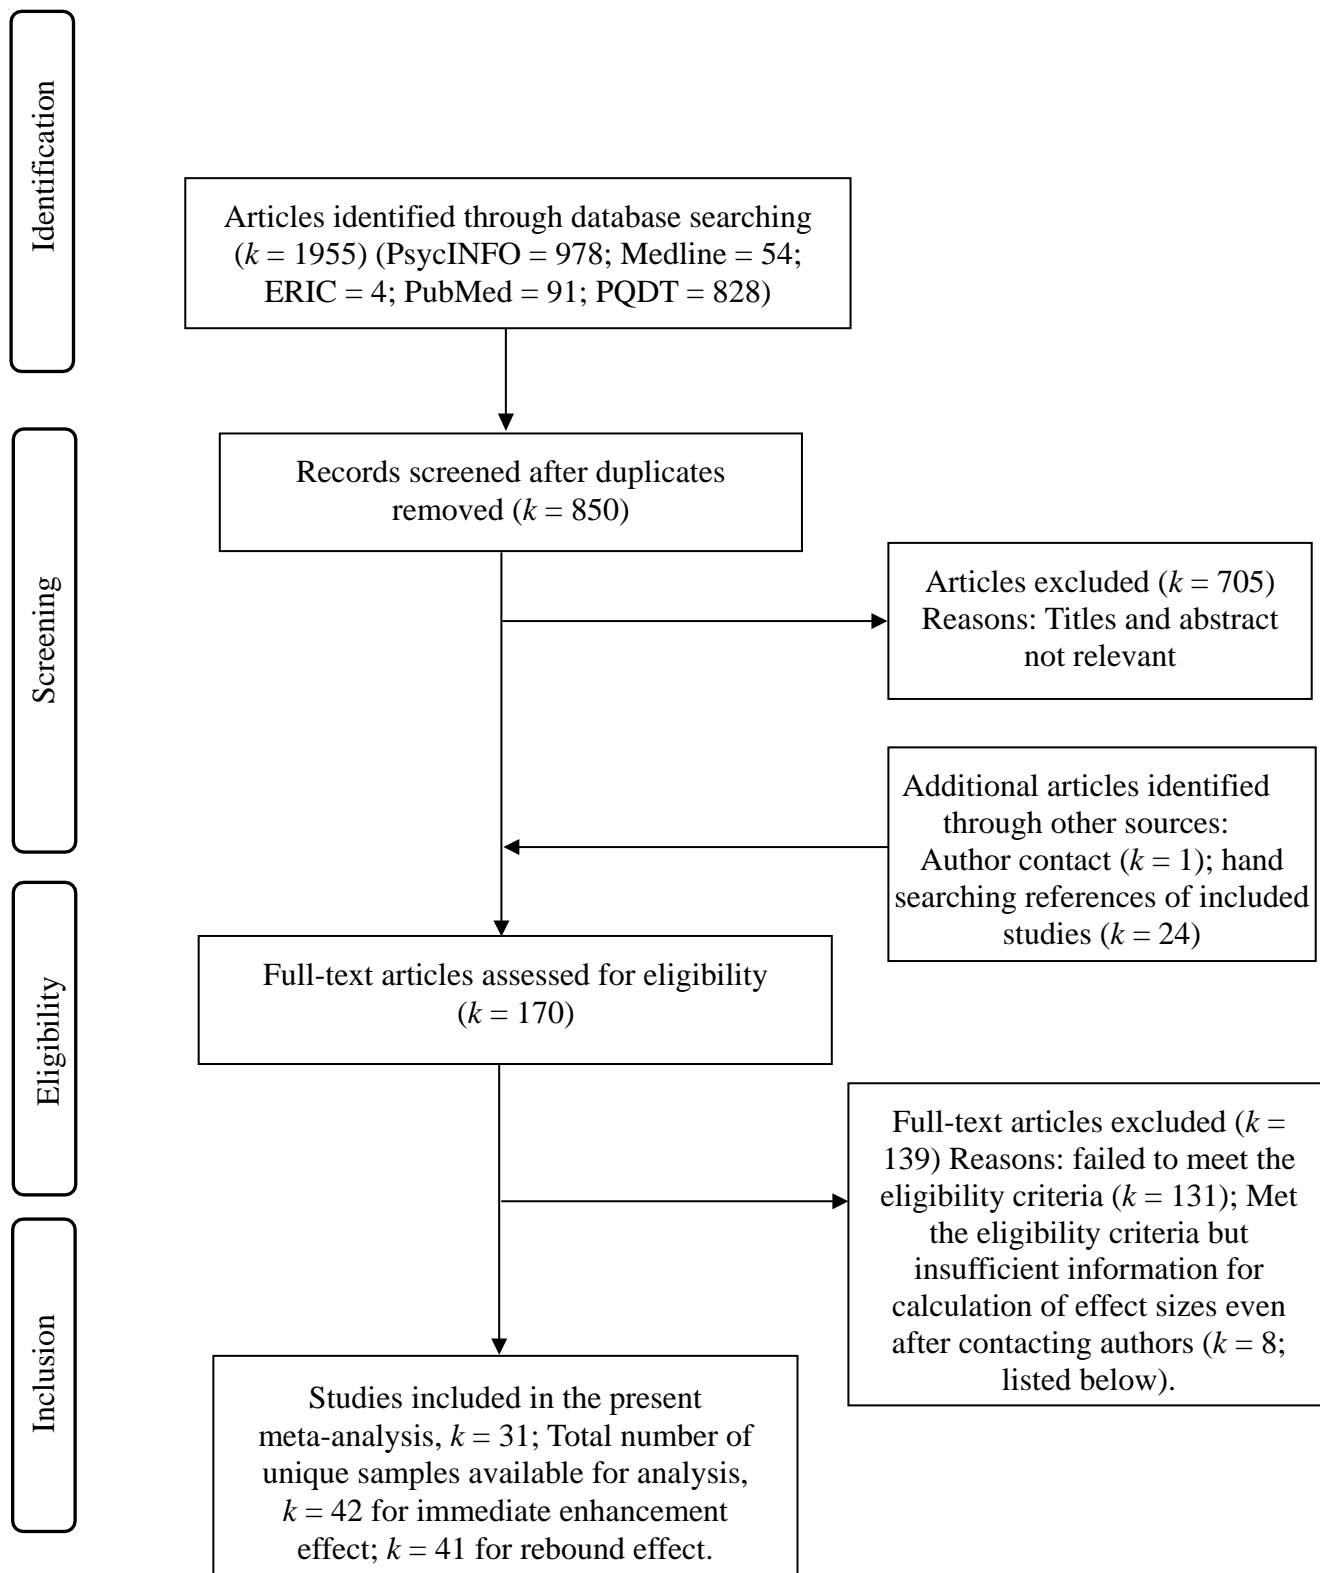 Identification
Articles identified through database searching
(k = 1955) (PsycINFO = 978; Medline = 54;
ERIC = 4; PubMed = 91; PQDT = 828)
Screening
Records screened after duplicates
removed (k = 850)
Articles excluded (k = 705)
Reasons: Titles and abstract
not relevant
Additional articles identified
through other sources:
Author contact (k = 1); hand
searching references of included
studies (k = 24)
Eligibility
Full-text articles assessed for eligibility
(k = 170)
Full-text articles excluded (k =
139) Reasons: failed to meet the
eligibility criteria (k = 131); Met
the eligibility criteria but
insufficient information for
calculation of effect sizes even
after contacting authors (k = 8;
listed below).
Inclusion
Studies included in the present
meta-analysis, k = 31; Total number of
unique samples available for analysis,
k = 42 for immediate enhancement
effect; k = 41 for rebound effect.